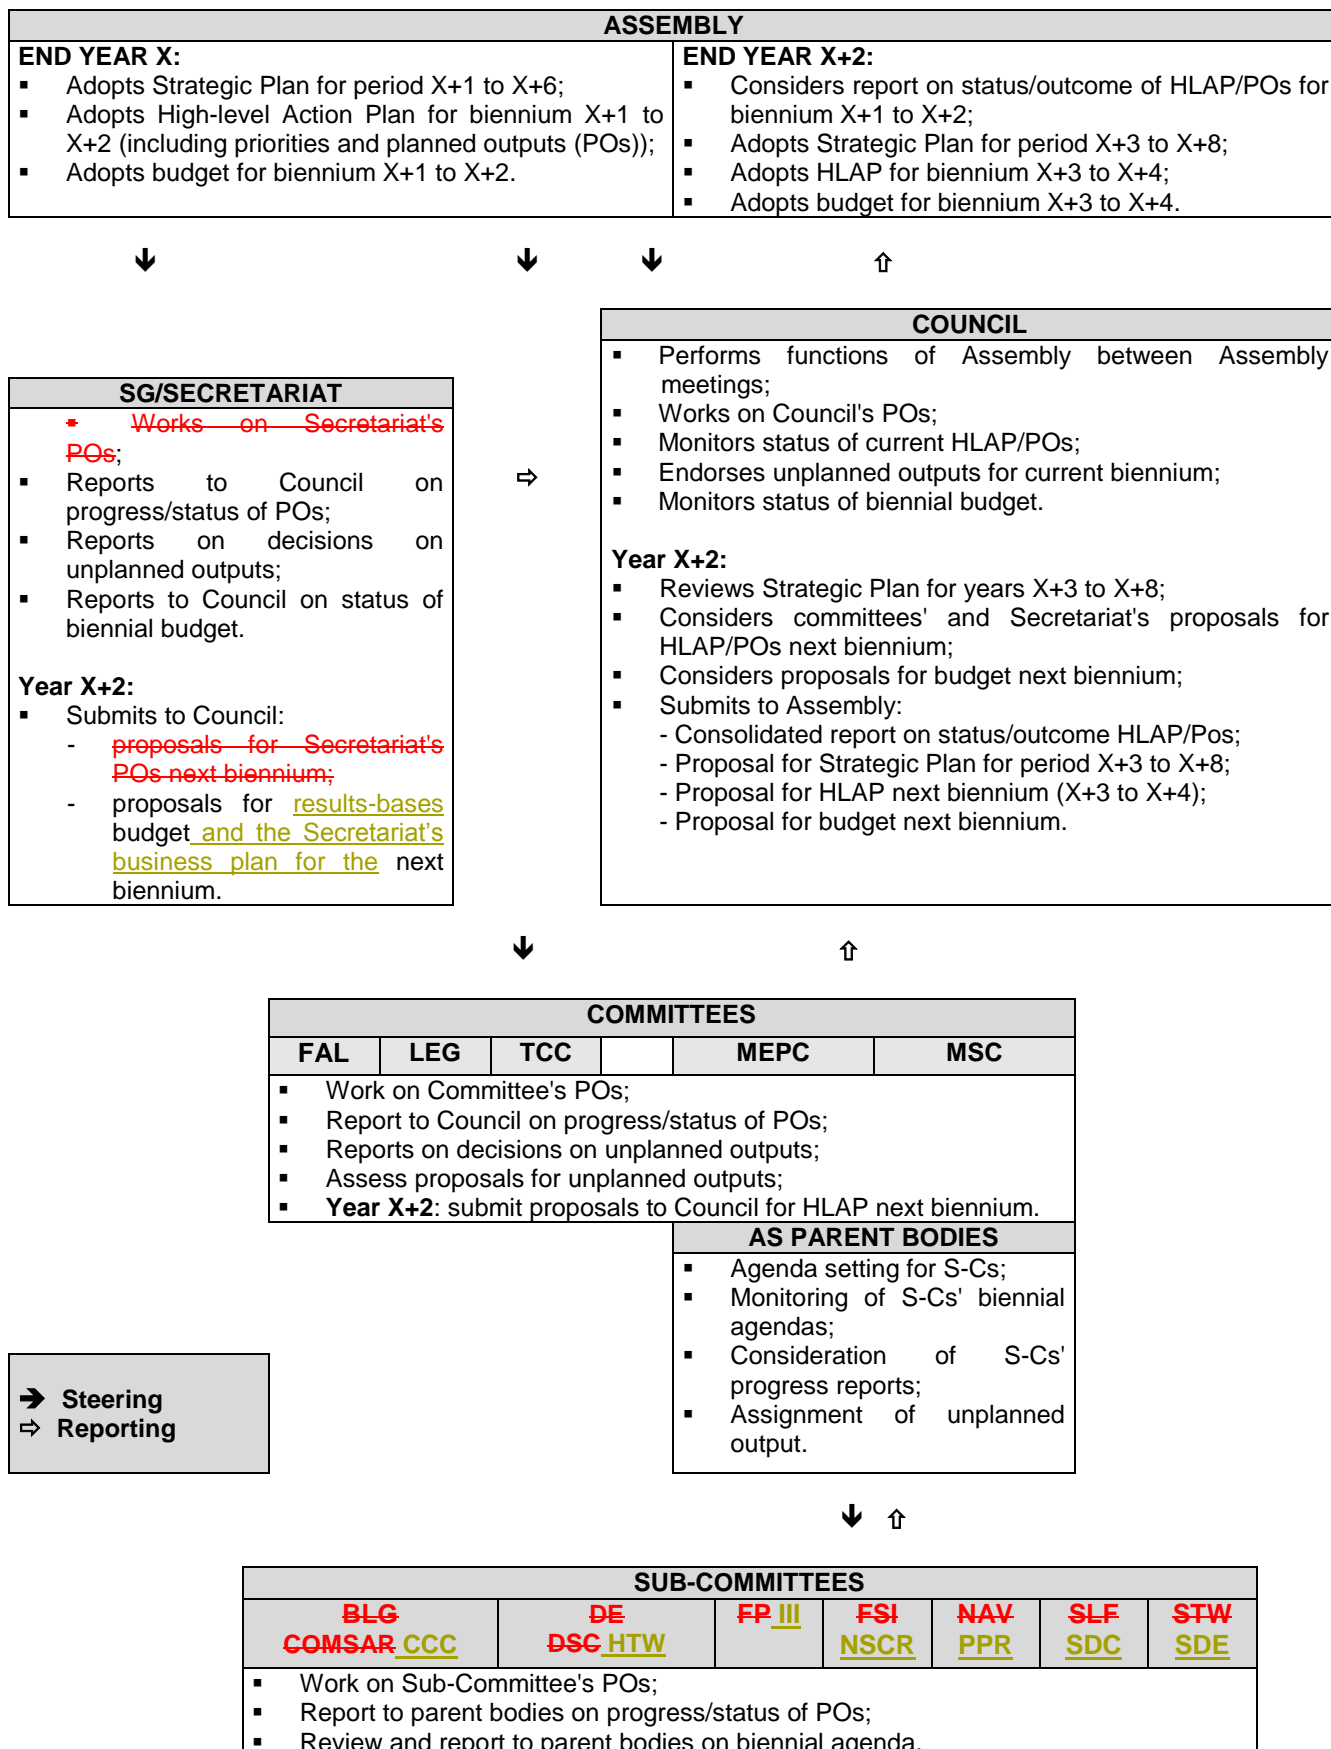 ASSEMBLY
END YEAR X:
▪ Adopts Strategic Plan for period X+1 to X+6;
▪ Adopts High-level Action Plan for biennium X+1 to
X+2 (including priorities and planned outputs (POs));
▪ Adopts budget for biennium X+1 to X+2.
END YEAR X+2:
▪ Considers report on status/outcome of HLAP/POs for
biennium X+1 to X+2;
▪ Adopts Strategic Plan for period X+3 to X+8;
▪ Adopts HLAP for biennium X+3 to X+4;
▪ Adopts budget for biennium X+3 to X+4.
SG/SECRETARIAT
▪ Works on Secretariat's
POs;
▪ Reports to Council on
progress/status of POs;
▪ Reports on decisions on
unplanned outputs;
▪ Reports to Council on status of
biennial budget.
Year X+2:
▪ Submits to Council:
- proposals for Secretariat's
POs next biennium;
- proposals for results-bases
budget and the Secretariat's
business plan for the next
biennium.
COUNCIL
▪ Performs functions of Assembly between Assembly
meetings;
▪ Works on Council's POs;
▪ Monitors status of current HLAP/POs;
▪ Endorses unplanned outputs for current biennium;
▪ Monitors status of biennial budget.
Year X+2:
▪ Reviews Strategic Plan for years X+3 to X+8;
▪ Considers committees' and Secretariat's proposals for
HLAP/POs next biennium;
▪ Considers proposals for budget next biennium;
▪ Submits to Assembly:
- Consolidated report on status/outcome HLAP/Pos;
- Proposal for Strategic Plan for period X+3 to X+8;
- Proposal for HLAP next biennium (X+3 to X+4);
- Proposal for budget next biennium.
COMMITTEES
FAL LEG TCC MEPC MSC
▪ Work on Committee's POs;
▪ Report to Council on progress/status of POs;
▪ Reports on decisions on unplanned outputs;
▪ Assess proposals for unplanned outputs;
▪ Year X+2: submit proposals to Council for HLAP next biennium.
AS PARENT BODIES
▪ Agenda setting for S-Cs;
▪ Monitoring of S-Cs' biennial
agendas;
▪ Consideration of S-Cs'
progress reports;
▪ Assignment of unplanned
output.
➔ Steering
⇨ Reporting
SUB-COMMITTEES
BLG DE FP III FSI NAV SLF STW
COMSAR CCC DSC HTW NSCR PPR SDC SDE
▪ Work on Sub-Committee's POs;
▪ Report to parent bodies on progress/status of POs;
▪ Review and report to parent bodies on biennial agenda.